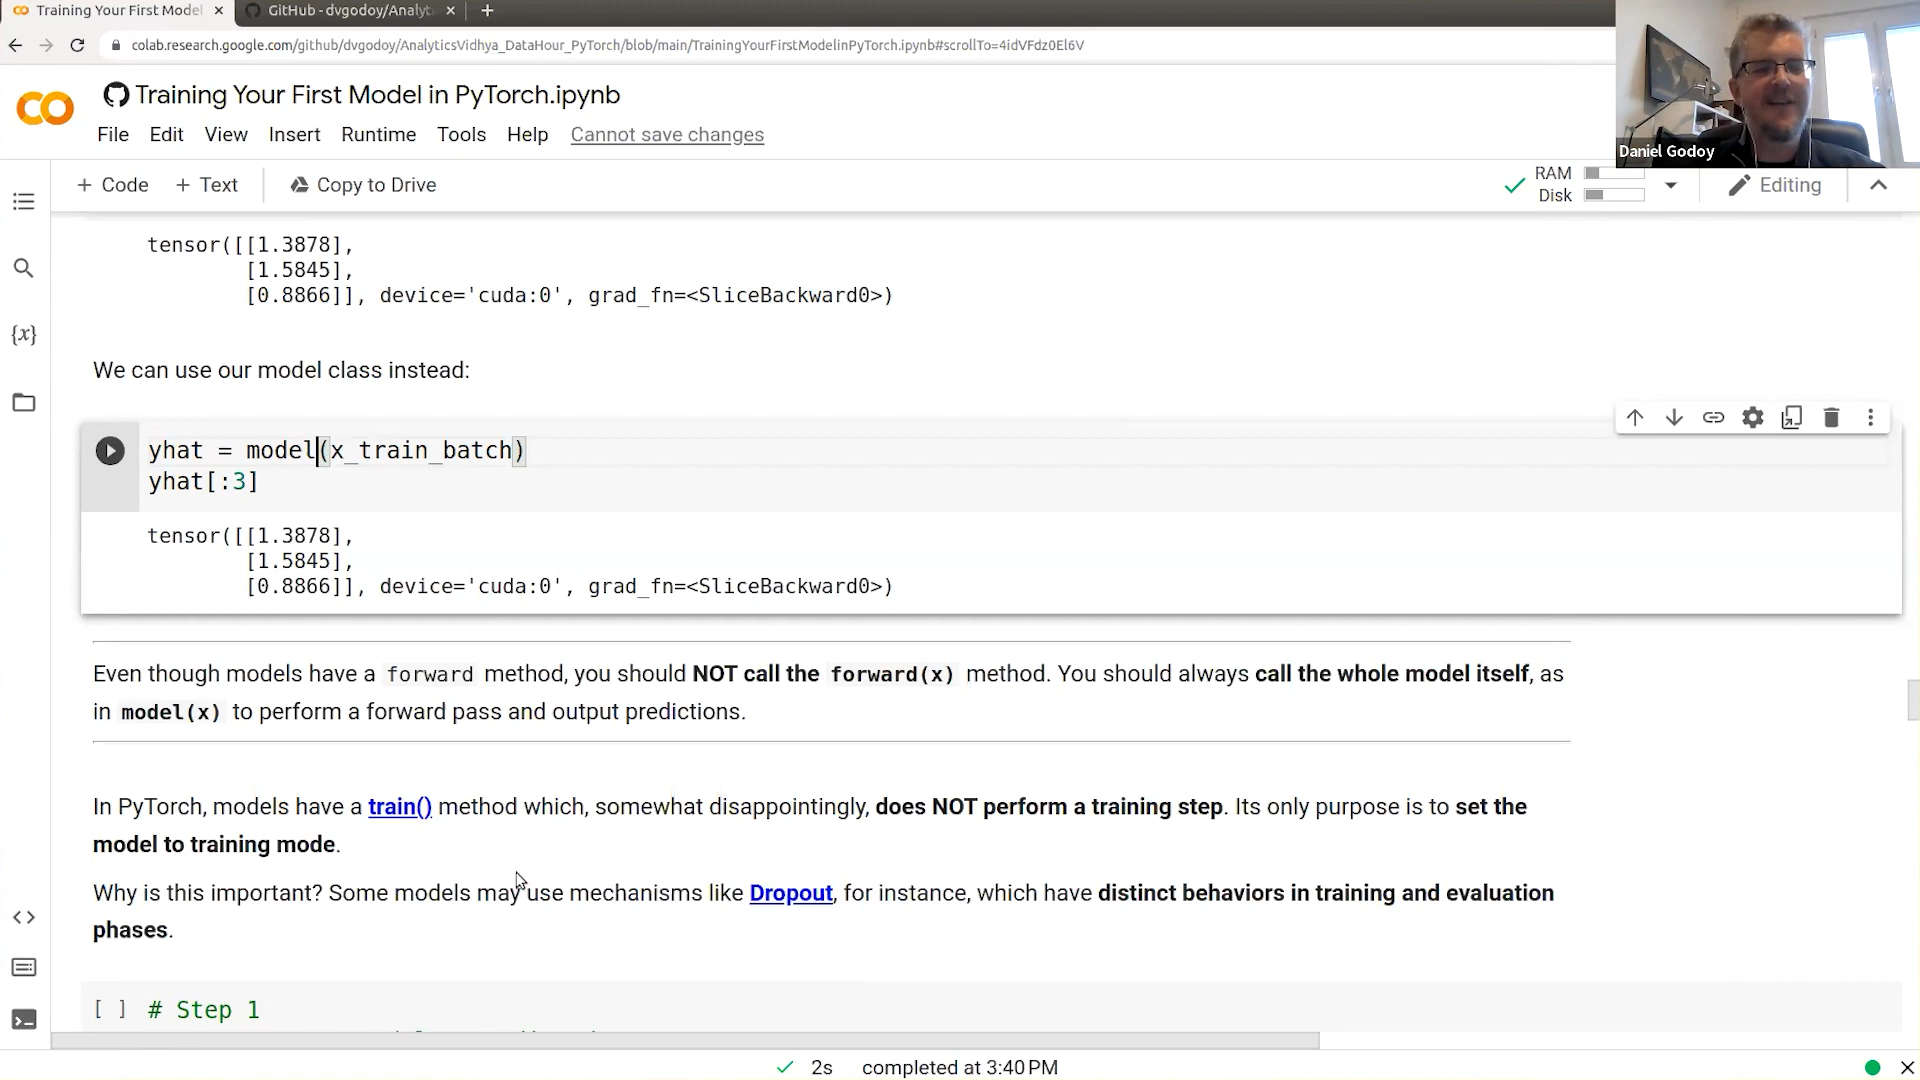 Training Your First Model
GitHub - dvgodoy/Analyti
colab.research.google.com/github/dvgodoy/AnalyticsVidhya_DataHour_PyTorch/blob/main/TrainingYourFirstModelinPyTorch.ipynb#scrollTo=4idVFdz0El6V
Training Your First Model in PyTorch.ipynb
File Edit View Insert Runtime Tools Help Cannot save changes
Daniel Godoy
+ Code + Text Copy to Drive
RAM
Disk
Editing
tensor([[1.3878],
[1.5845],
[0.8866]], device='cuda:0', grad_fn=<SliceBackward0>)
{x}
We can use our model class instead:
yhat = model(x_train_batch)
yhat[:3]
tensor([[1.3878],
[1.5845],
[0.8866]], device='cuda:0', grad_fn=<SliceBackward0>)
Even though models have a forward method, you should NOT call the forward(x) method. You should always call the whole model itself, as
in model(x) to perform a forward pass and output predictions.
In PyTorch, models have a train() method which, somewhat disappointingly, does NOT perform a training step. Its only purpose is to set the
model to training mode.
Why is this important? Some models may use mechanisms like Dropout, for instance, which have distinct behaviors in training and evaluation
phases.
[ ] # Step 1
2s completed at 3:40 PM